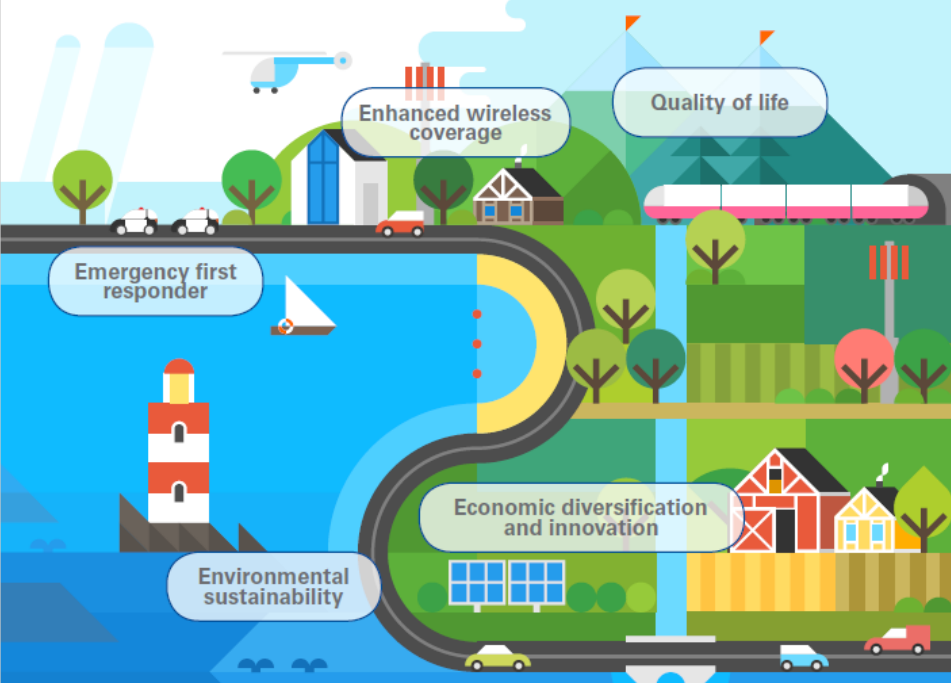 Enhanced wireless
coverage
Quality of life
Emergency first
responder
Economic diversification
and innovation
Environmental
sustainability